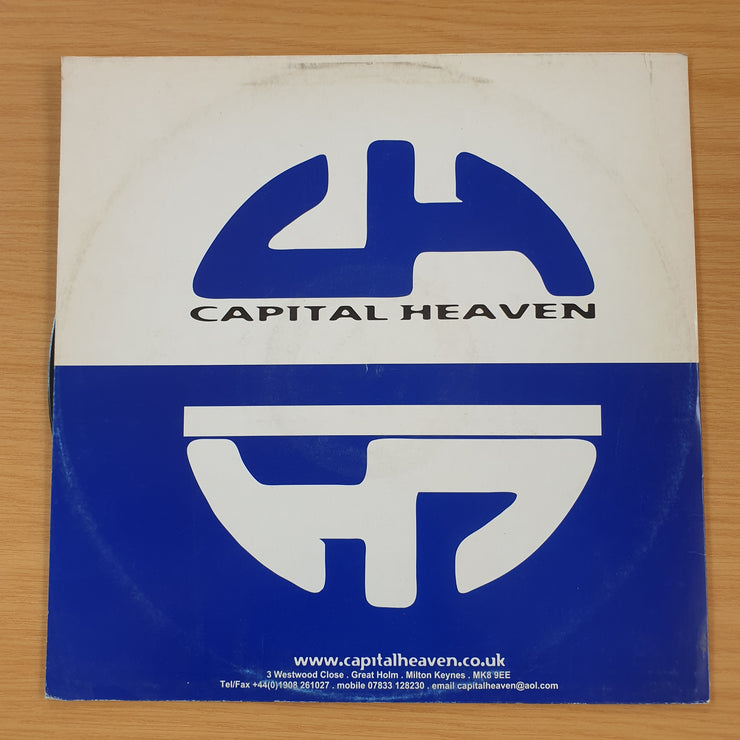 CAPITAL HEAVEN
www.capitalheaven.co.uk
3 Westwood Close . Great Holm . Milton Keynes . MK8 9EE
Tel/Fax +44(0)1908 261027 . mobile 07833 128230 . email capitalheaven@aol.com